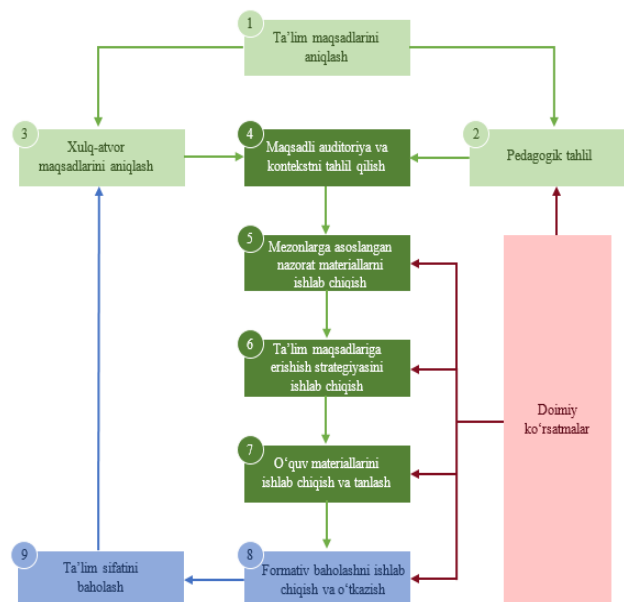 1
Ta’lim maqsadlarini
aniqlash
3
Xulq-atvor
maqsadlarini aniqlash
4
Maqsadli auditoriya va
kontekstni tahlil qilish
2
Pedagogik tahlil
5
Mezonlarga asoslangan
nazorat materiallarni
ishlab chiqish
6
Ta’lim maqsadlariga
erishish strategiyasini
ishlab chiqish
Doimiy
ko‘rsatmalar
7
O‘quv materiallarini
ishlab chiqish va tanlash
9
Ta’lim sifatini
baholash
8
Formativ baholashni ishlab
chiqish va o‘tkazish